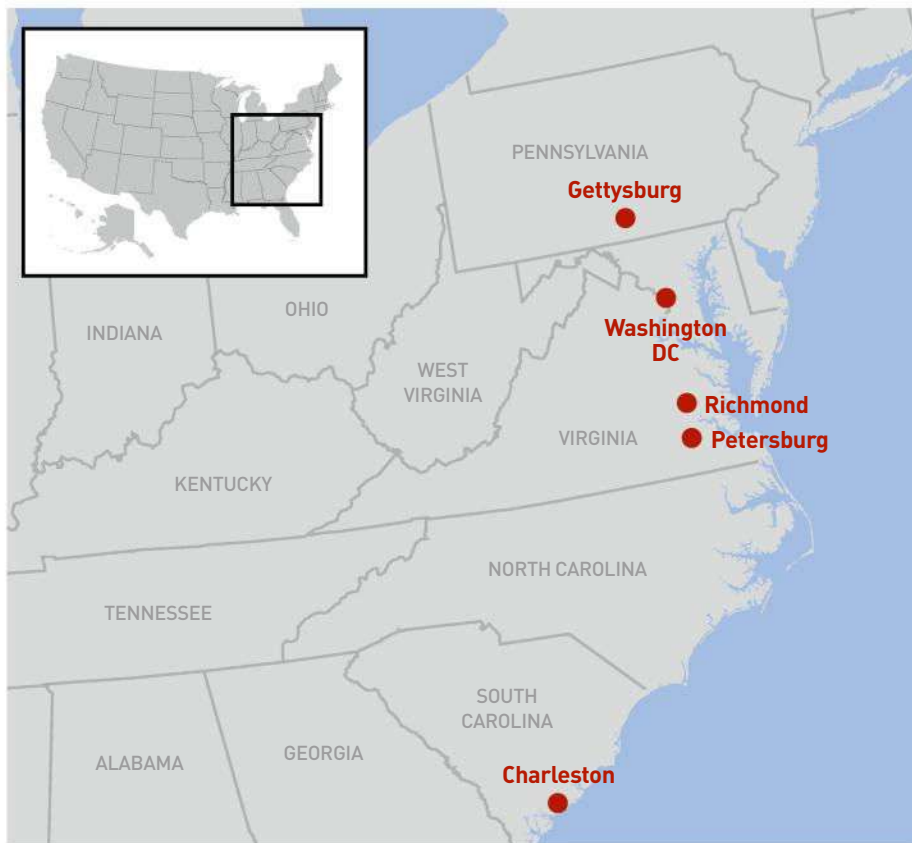 PENNSYLVANIA
Gettysburg
OHIO
INDIANA
Washington
DC
WEST
VIRGINIA
Richmond
VIRGINIA
Petersburg
KENTUCKY
NORTH CAROLINA
TENNESSEE
SOUTH
CAROLINA
GEORGIA
ALABAMA
Charleston